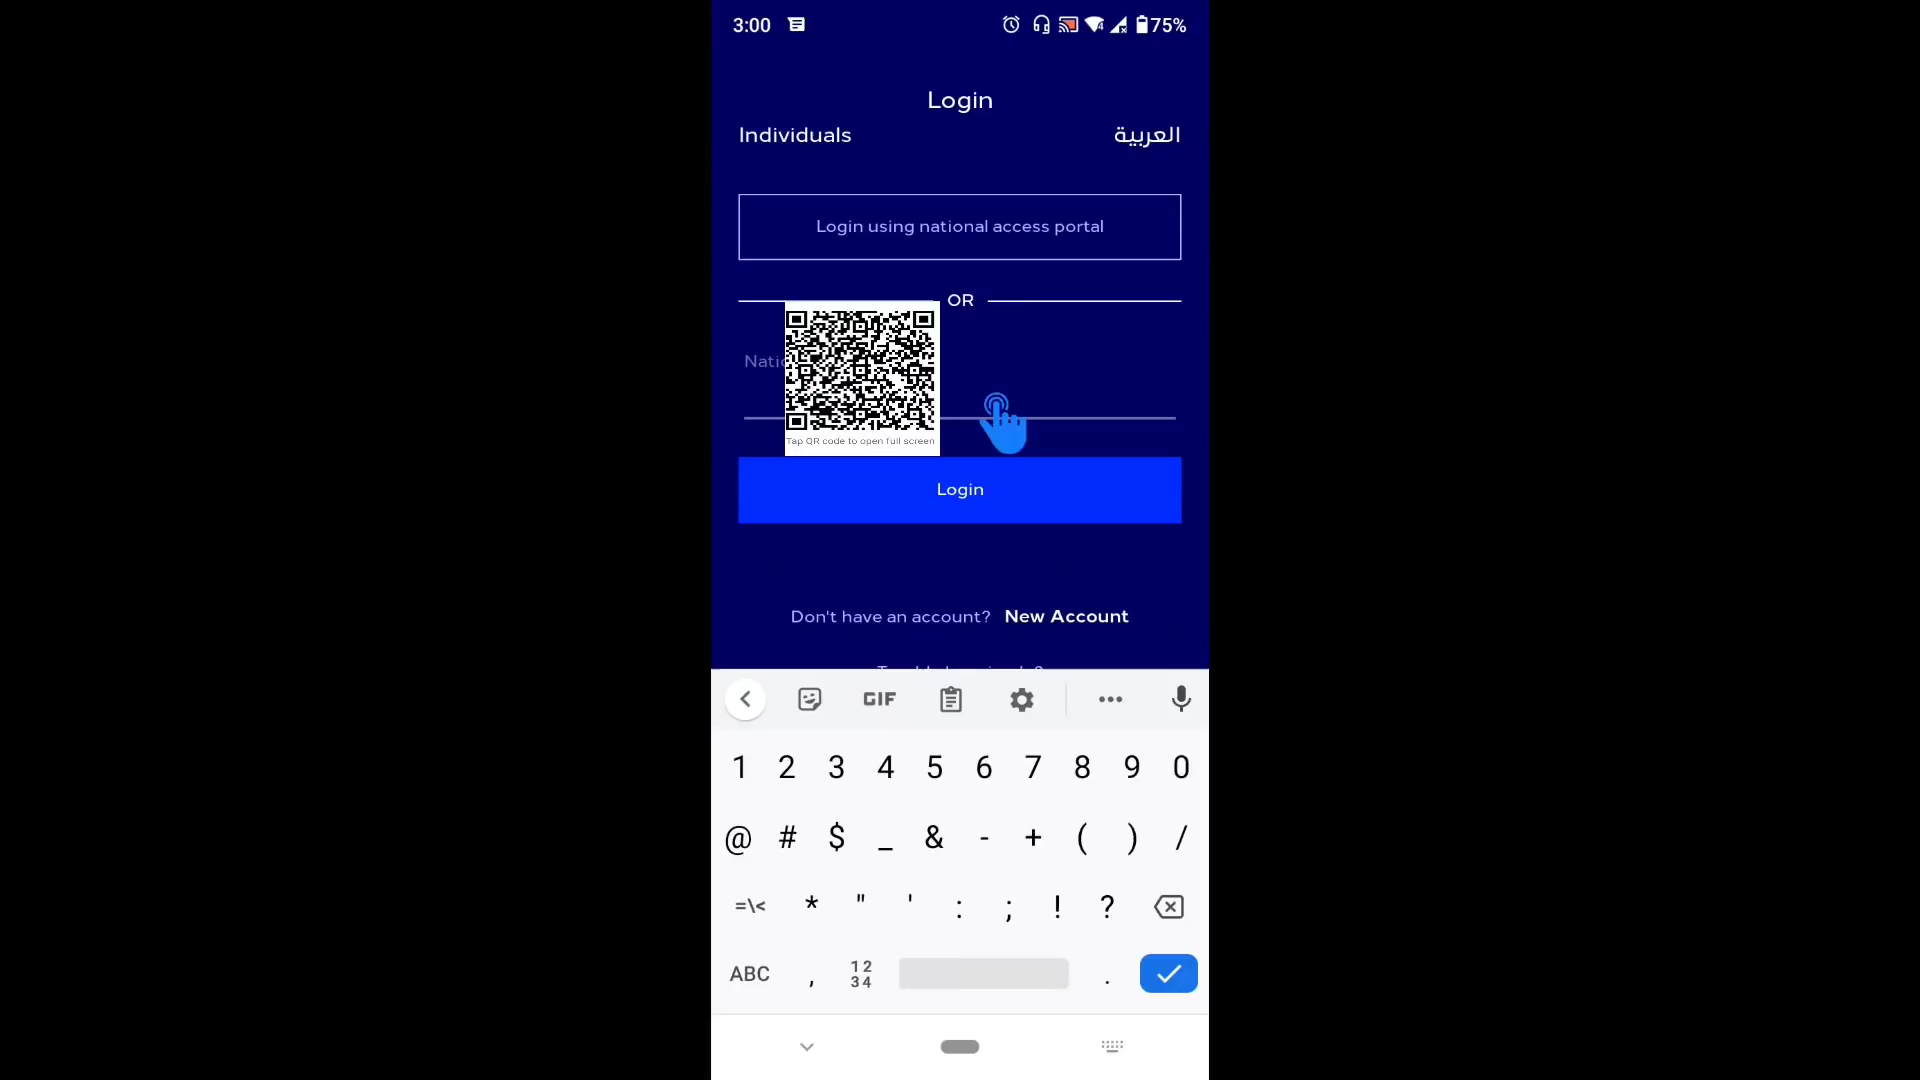 3:00
75%
Login
Individuals
العربية
Login using national access portal
OR
Tap QR code to open full screen
Login
Don't have an account? New Account
GIF
1 2 3 4 5 6 7 8 9 0
@ # $ _ & - + ( ) /
=\< * " ' : ; ! ?
ABC , 12 34 .